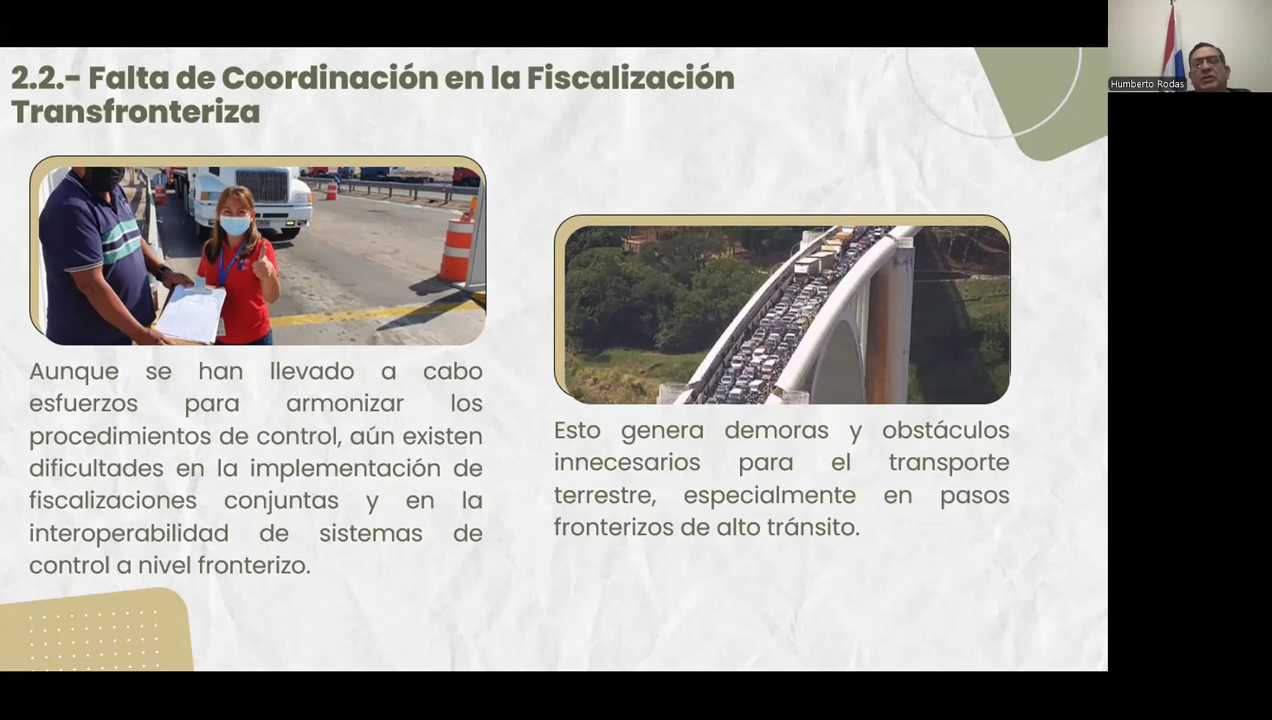 2.2.- Falta de Coordinación en la Fiscalización
Transfronteriza
Aunque se han llevado a cabo
esfuerzos para armonizar los
procedimientos de control, aún existen
dificultades en la implementación de
fiscalizaciones conjuntas y en la
interoperabilidad de sistemas de
control a nivel fronterizo.
Esto genera demoras y obstáculos
innecesarios para el transporte
terrestre, especialmente en pasos
fronterizos de alto tránsito.
Humberto Rodas